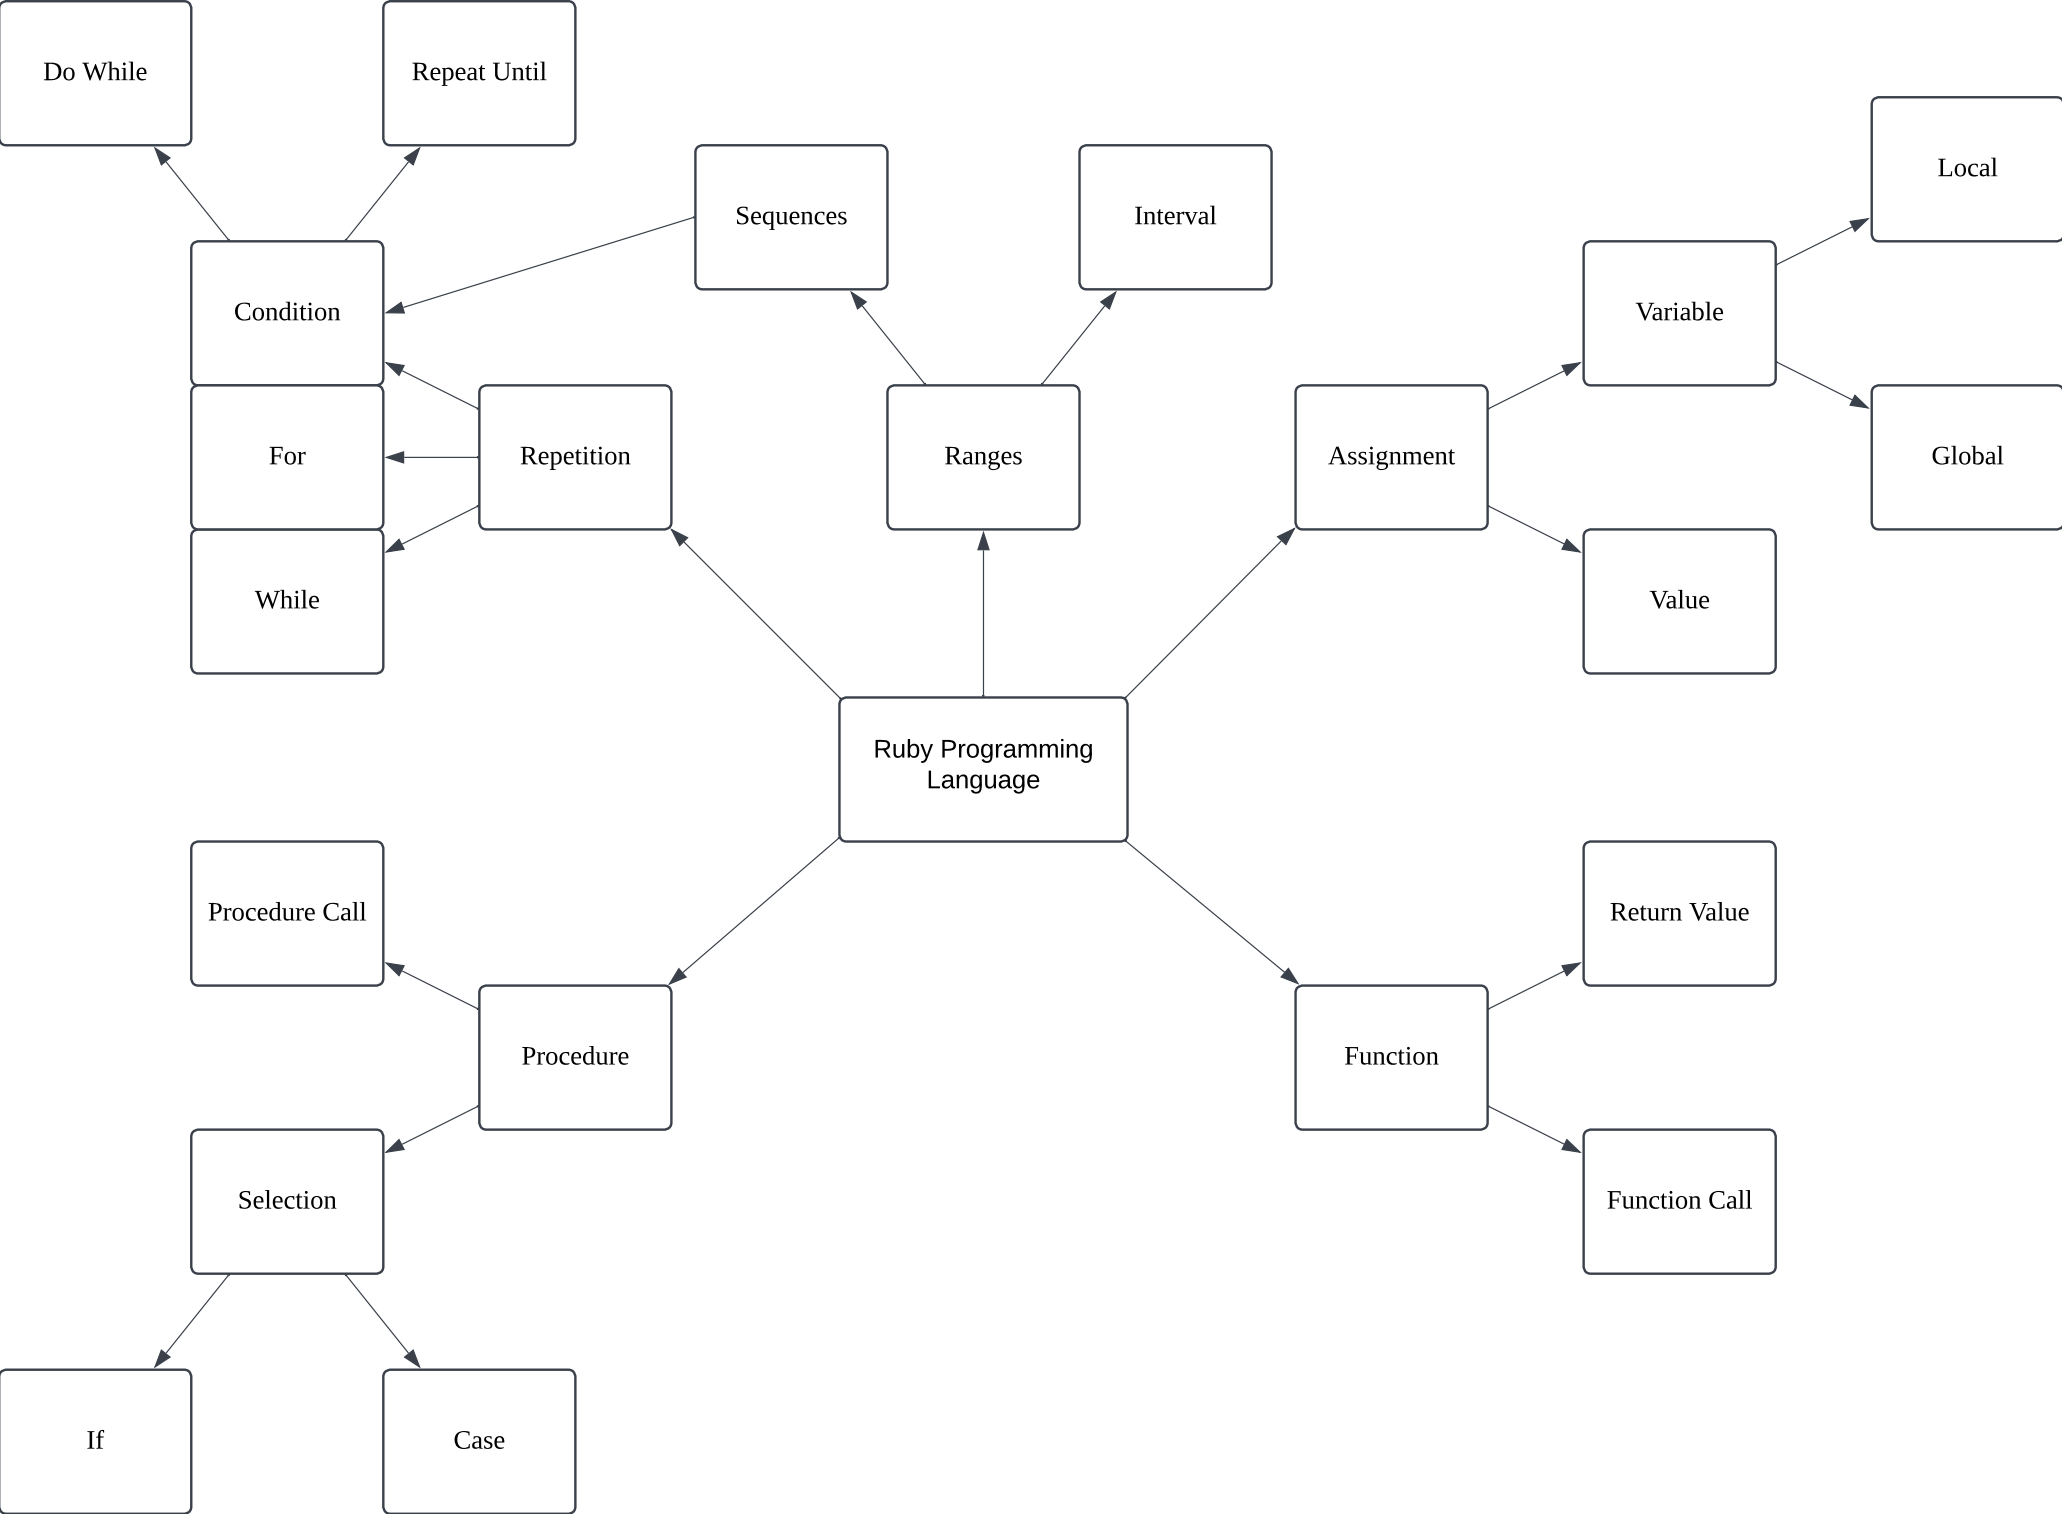 Do While
Repeat Until
Local
Sequences
Interval
Condition
Variable
For
Repetition
Ranges
Assignment
Global
While
Value
Ruby Programming
Language
Procedure Call
Return Value
Procedure
Function
Selection
Function Call
If
Case